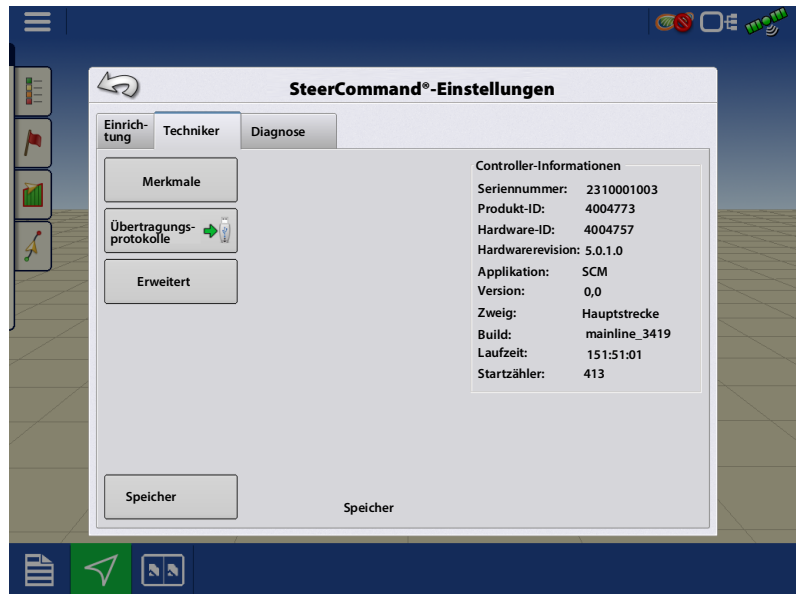 SteerCommand®-Einstellungen
Einrich-
tung
Techniker
Diagnose
Merkmale
Übertragungs-
protokolle
Erweitert
Speicher
Speicher
Controller-Informationen
Seriennummer: 2310001003
Produkt-ID: 4004773
Hardware-ID: 4004757
Hardwarerevision: 5.0.1.0
Applikation: SCM
Version: 0,0
Zweig: Hauptstrecke
Build: mainline_3419
Laufzeit: 151:51:01
Startzähler: 413